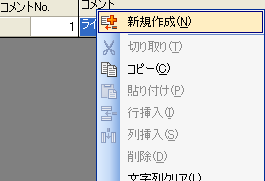 コメントNo. コメント
1 ライ
新規作成(N)
切り取り(T)
コピー(C)
貼り付け(P)
行挿入(I)
列挿入(S)
削除(D)
文字列クリア(L)